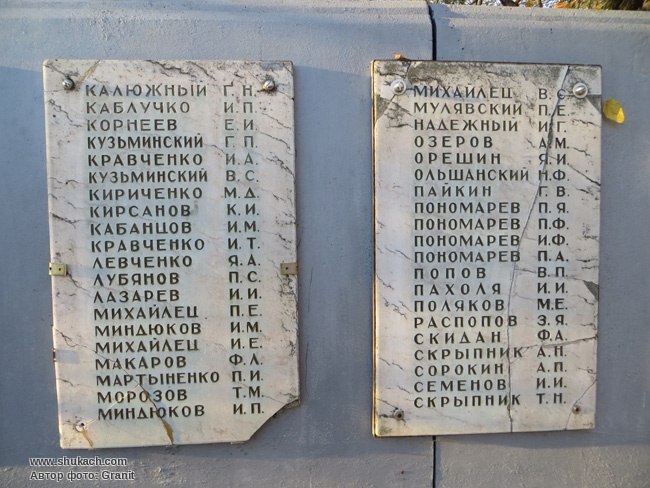 КАЛЮЖНЫЙ Г.Н.
КАБЛУЧКО И.П.
КОРНЕЕВ Е.И.
КУЗЬМИНСКИЙ Г.П.
КРАВЧЕНКО И.А.
КУЗЬМИНСКИЙ В.С.
КИРИЧЕНКО М.Д.
КИРСАНОВ К.И.
КАБАНЦОВ И.М.
КРАВЧЕНКО И.Т.
ЛЕВЧЕНКО Я.А.
ЛУБЯНОВ П.С.
ЛАЗАРЕВ И.И.
МИХАЙЛЕЦ П.Е.
МИНДЮКОВ И.М.
МИХАЙЛЕЦ И.Е.
МАКАРОВ Ф.Л.
МАРТЫНЕНКО П.И.
МОРОЗОВ Т.М.
МИНДЮКОВ И.П.
МИХАЙЛЕЦ В.С.
МУЛЯВСКИЙ П.Е.
НАДЕЖНЫЙ И.Г.
ОЗЕРОВ А.М.
ОРЕШИН Я.И.
ОЛЬШАНСКИЙ Н.Ф.
ПАЙКИН Г.В.
ПОНОМАРЕВ П.Я.
ПОНОМАРЕВ П.Ф.
ПОНОМАРЕВ И.Ф.
ПОНОМАРЕВ П.А.
ПОПОВ В.П.
ПАХОЛЯ И.И.
ПОЛЯКОВ М.Е.
РАСПОПОВ З.Я.
СКИДАН Ф.А.
СКРЫПНИК А.Н.
СОРОКИН А.П.
СЕМЕНОВ И.И.
СКРЫПНИК Т.Н.
www.shukach.com
Автор фото: Granit